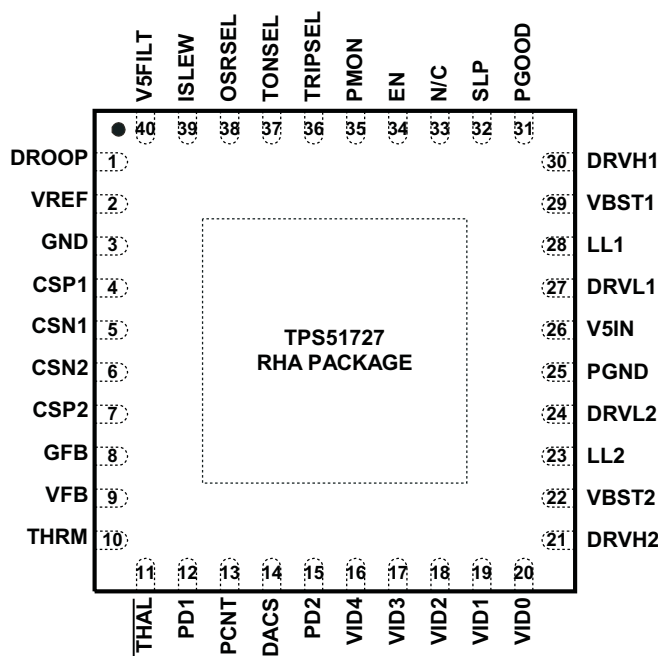 V5FILT
ISLEW
OSRSEL
TONSEL
TRIPSEL
PMON
EN
N/C
SLP
PGOOD
40 39 38 37 36 35 34 33 32 31
DROOP 1 30 DRVH1
VREF 2 29 VBST1
GND 3 28 LL1
CSP1 4 27 DRVL1
CSN1 5 26 V5IN
TPS51727
RHA PACKAGE
CSN2 6 25 PGND
CSP2 7 24 DRVL2
GFB 8 23 LL2
VFB 9 22 VBST2
THRM 10 21 DRVH2
11 12 13 14 15 16 17 18 19 20
THAL
PD1
PCNT
DACS
PD2
VID4
VID3
VID2
VID1
VID0